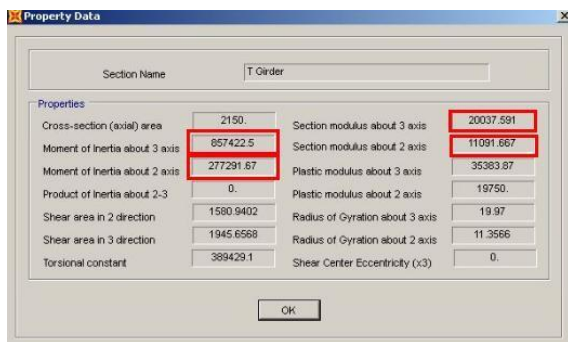 Property Data
Section Name T Girder
Properties
Cross-section (axial) area 2150. Section modulus about 3 axis 20037.591
Moment of Inertia about 3 axis 857422.5 Section modulus about 2 axis 11091.667
Moment of Inertia about 2 axis 277291.67 Plastic modulus about 3 axis 35383.87
Product of Inertia about 2-3 0. Plastic modulus about 2 axis 19750.
Shear area in 2 direction 1580.9402 Radius of Gyration about 3 axis 19.97
Shear area in 3 direction 1945.6568 Radius of Gyration about 2 axis 11.3566
Torsional constant 389429.1 Shear Center Eccentricity (x3) 0.
OK